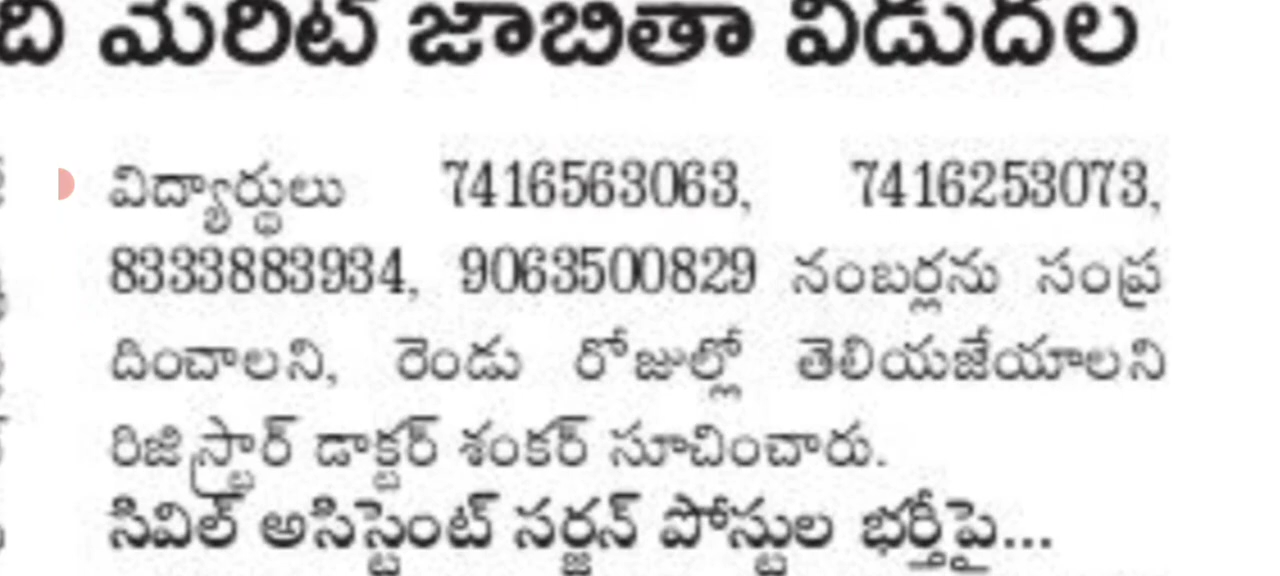 ది మెరిట్ జాబితా విడుదల
విద్యార్థులు 7416563063, 7416253073,
8333883934, 9063500829 నంబర్లను సంప్ర
దించాలని, రెండు రోజుల్లో తెలియజేయాలని
రిజిస్ట్రార్ డాక్టర్ శంకర్ సూచించారు.
సివిల్ అసిస్టెంట్ సర్జన్ పోస్టుల భర్తీపై...